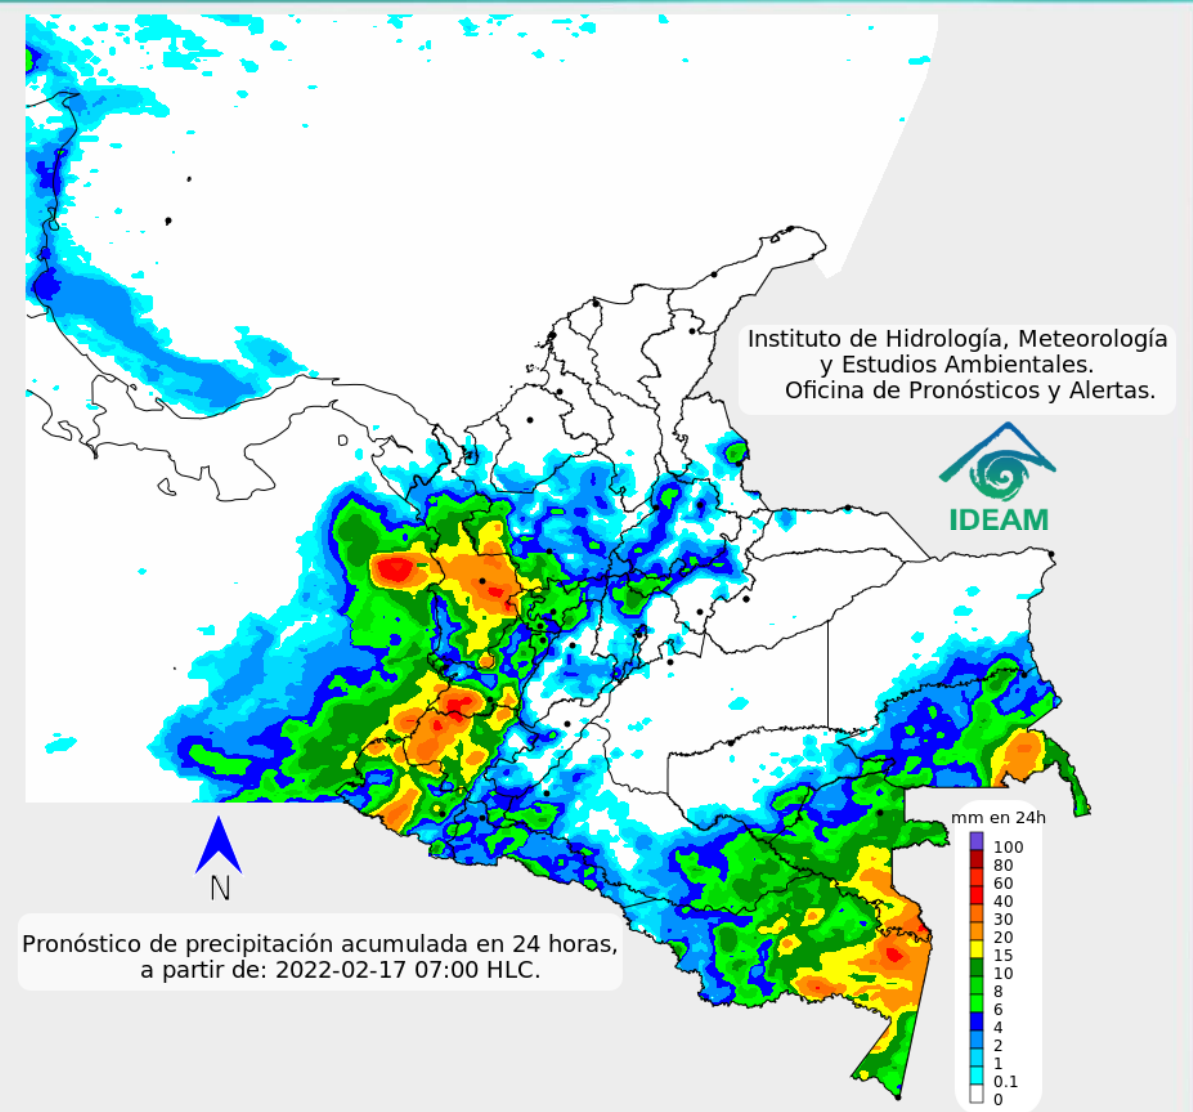 Instituto de Hidrología, Meteorología
y Estudios Ambientales.
Oficina de Pronósticos y Alertas.
IDEAM
mm en 24h
100
80
60
40
30
20
15
10
8
6
4
2
1
0.1
0
N
Pronóstico de precipitación acumulada en 24 horas,
a partir de: 2022-02-17 07:00 HLC.